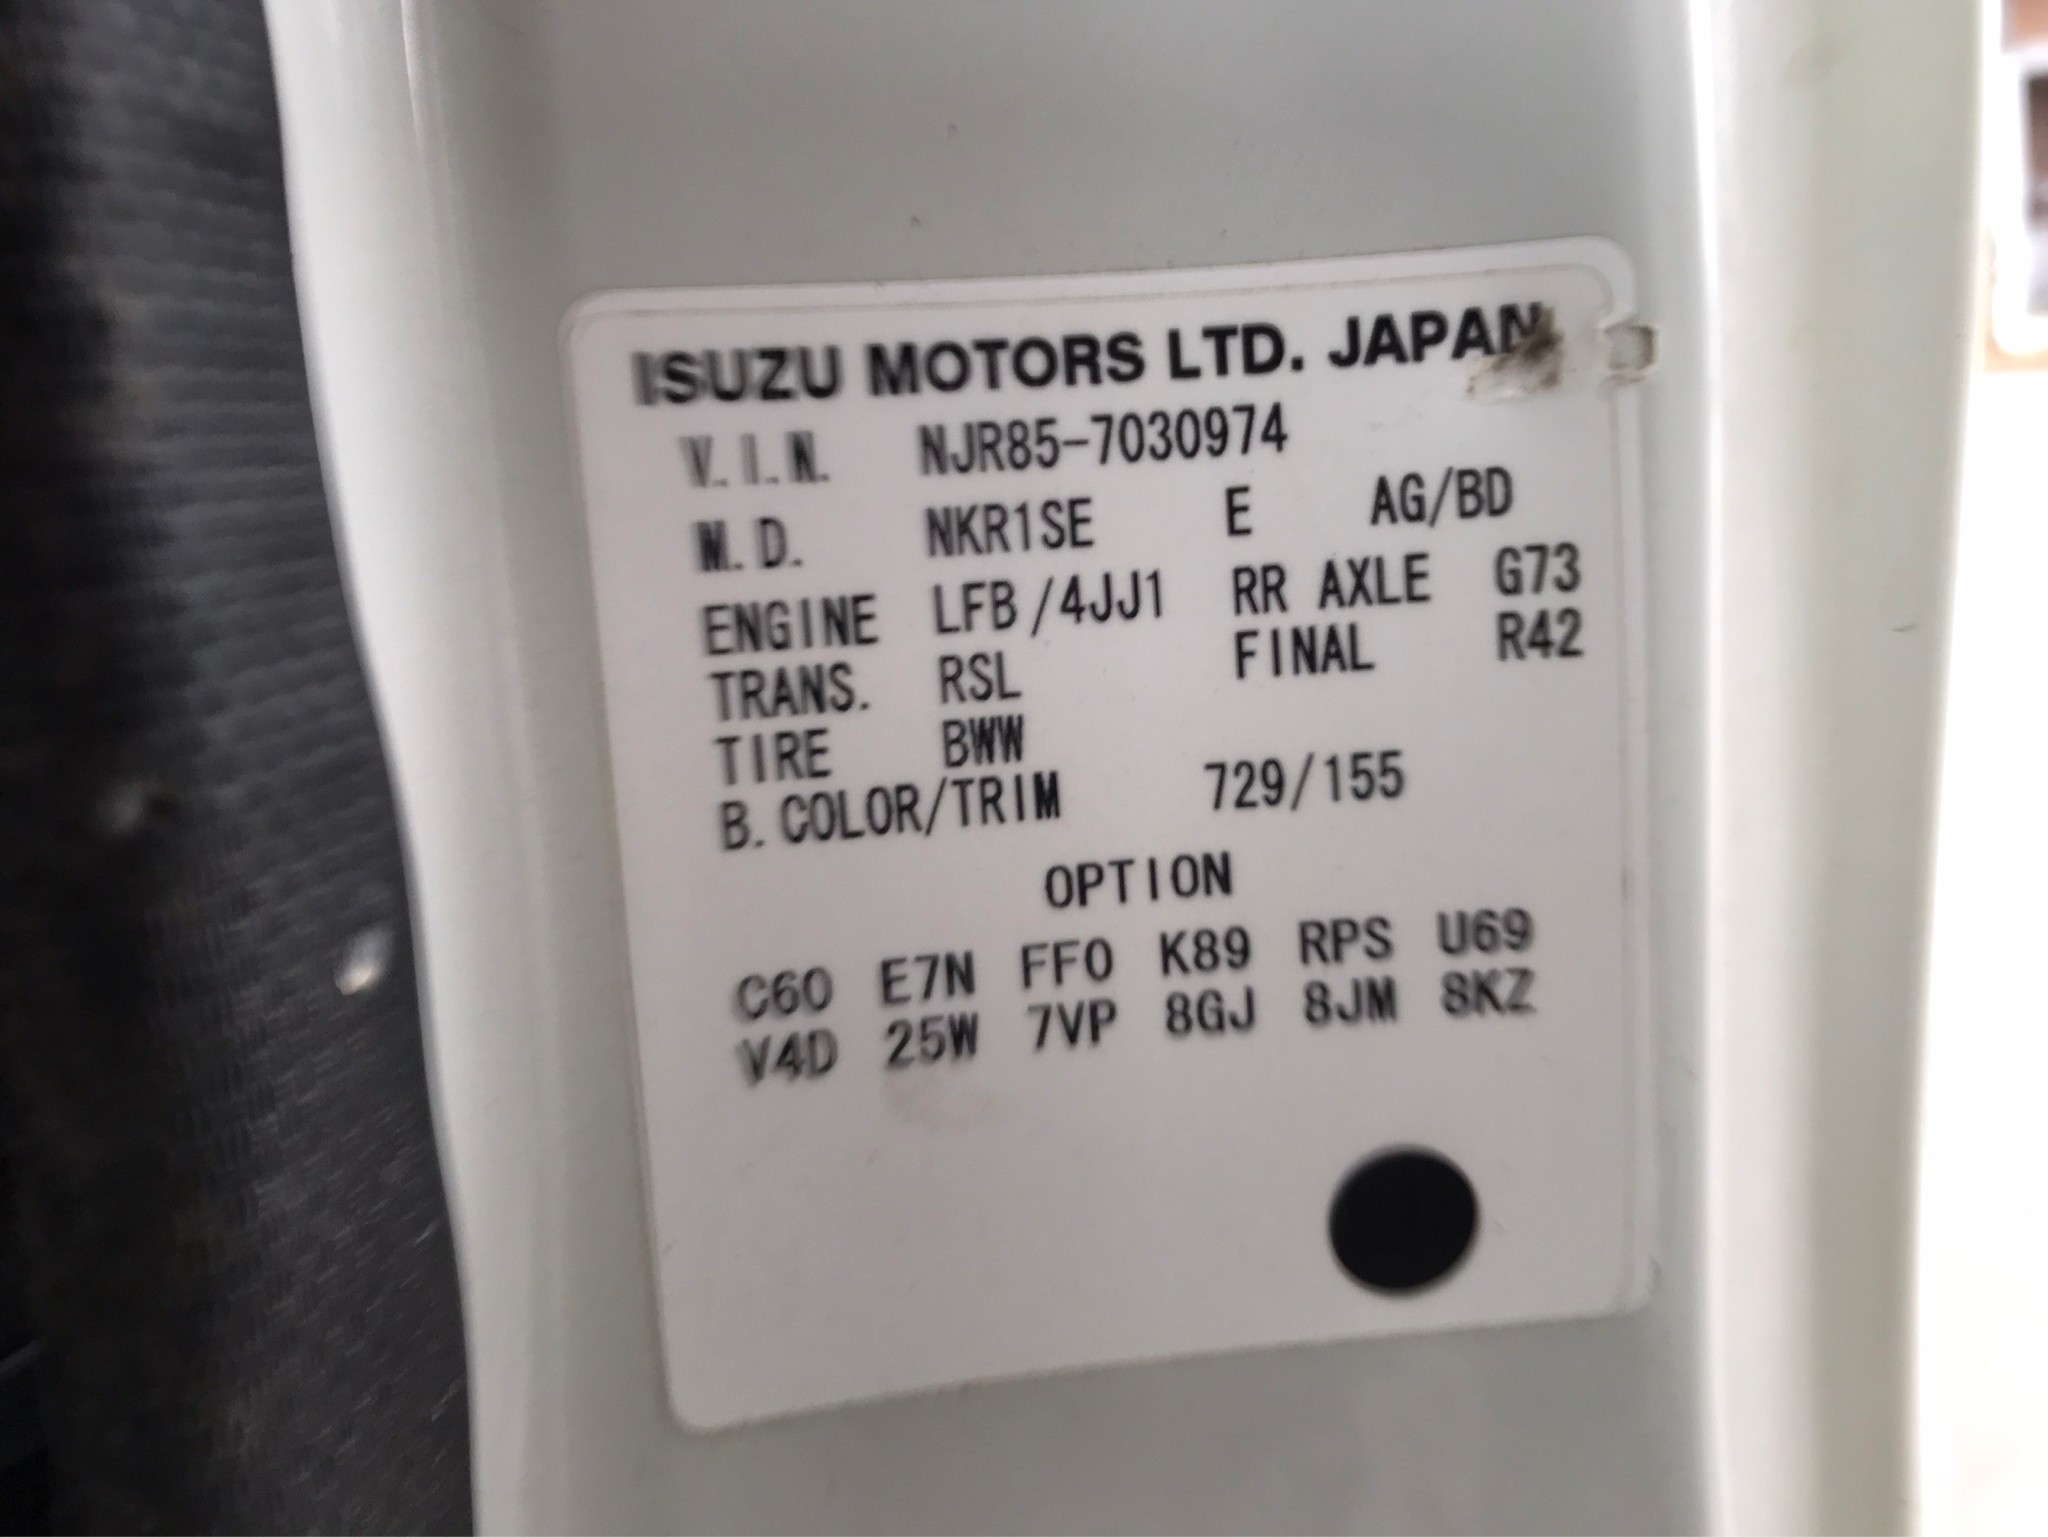 ISUZU MOTORS LTD. JAPAN
V.I.N. NJR85-7030974
M.D. NKR1SE E AG/BD
ENGINE LFB/4JJ1 RR AXLE G73
TRANS. RSL FINAL R42
TIRE BWW
B.COLOR/TRIM 729/155
OPTION
C60 E7N FF0 K89 RPS U69
V4D 25W 7VP 8GJ 8JM 8KZ